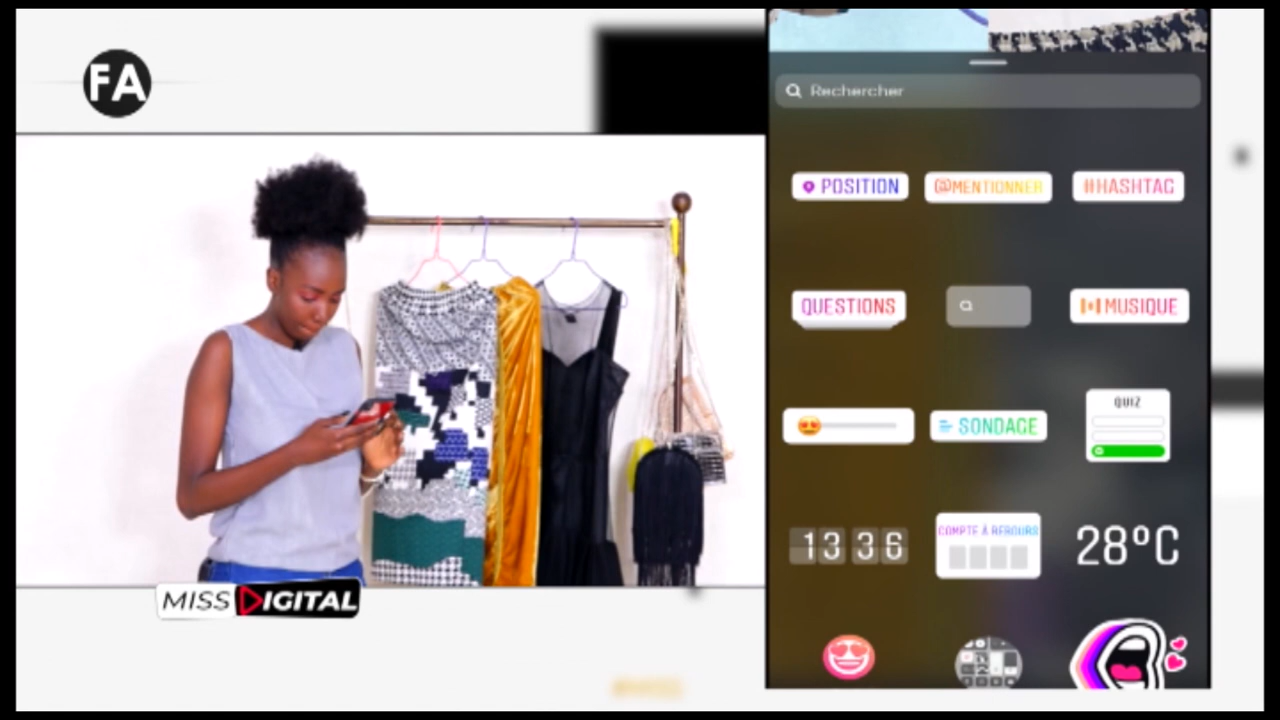 FA
Rechercher
POSITION
@MENTIONNER
#HASHTAG
QUESTIONS
MUSIQUE
SONDAGE
QUIZ
13 36
COMPTE À REBOURS
28°C
MISS DIGITAL